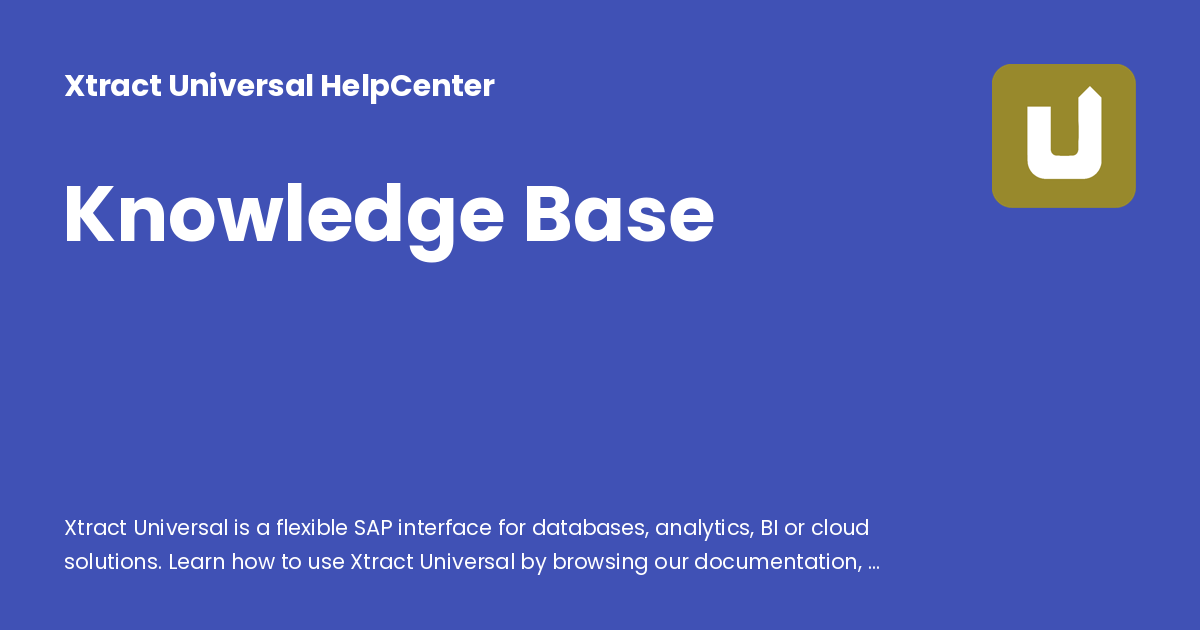 Xtract Universal HelpCenter
Knowledge Base
Xtract Universal is a flexible SAP interface for databases, analytics, BI or cloud
solutions. Learn how to use Xtract Universal by browsing our documentation, ...